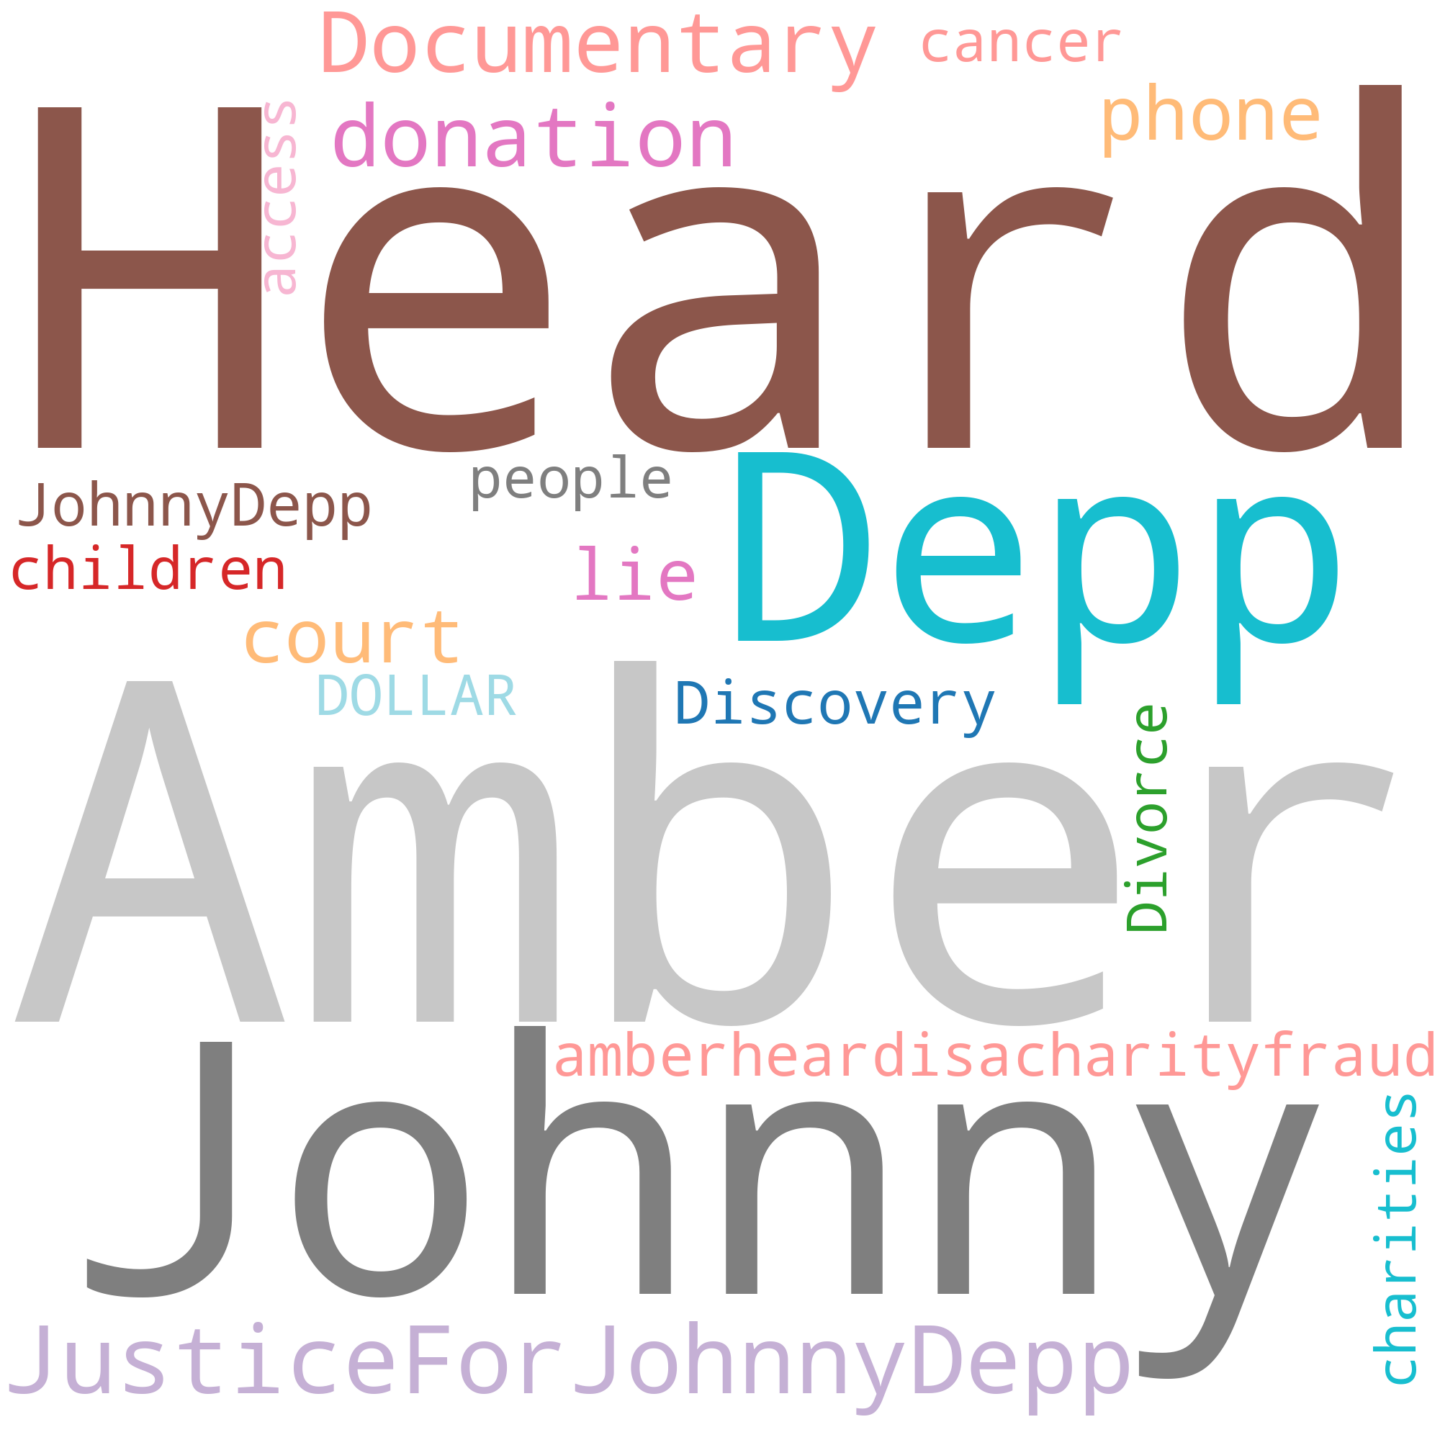 Documentary
cancer
Heard
access
donation
phone
JohnnyDepp
people
Depp
children
lie
court
DOLLAR
Discovery
Amber
Divorce
Johnny
amberheardisacharityfraud
charities
JusticeForJohnnyDepp